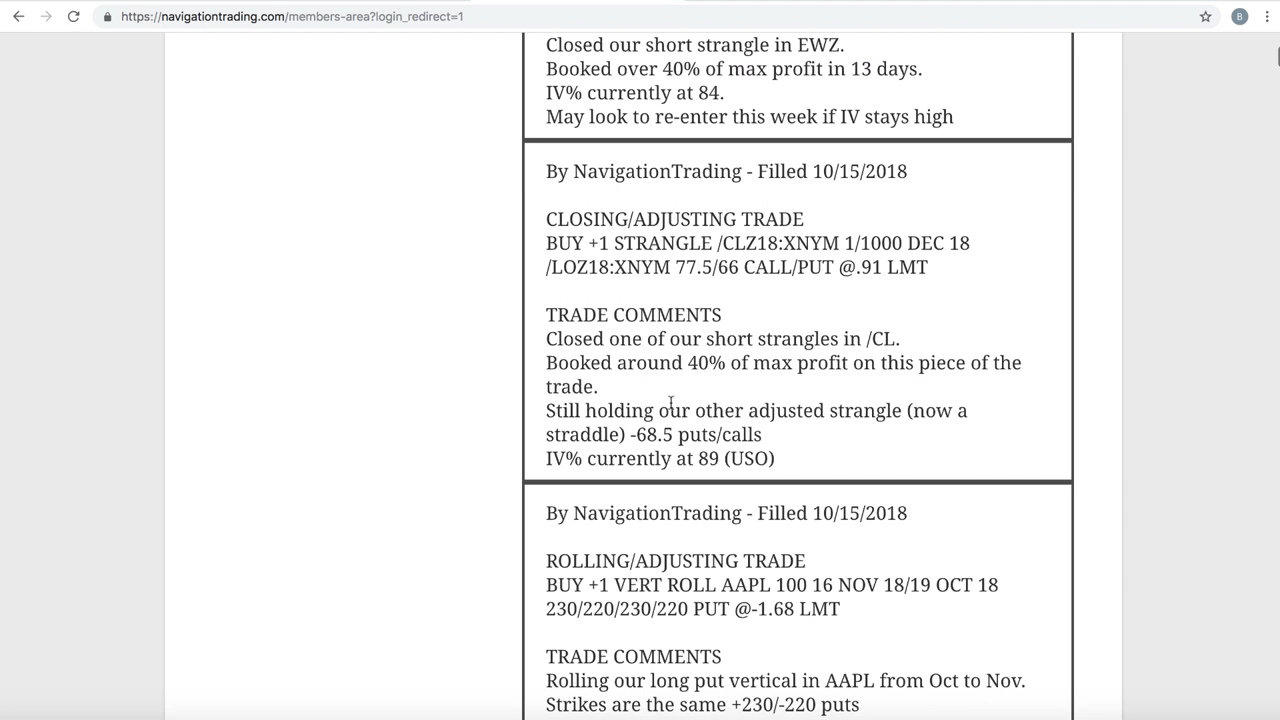 https://navigationtrading.com/members-area?login_redirect=1
B
Closed our short strangle in EWZ.
Booked over 40% of max profit in 13 days.
IV% currently at 84.
May look to re-enter this week if IV stays high
By NavigationTrading - Filled 10/15/2018
CLOSING/ADJUSTING TRADE
BUY +1 STRANGLE /CLZ18:XNYM 1/1000 DEC 18
/LOZ18:XNYM 77.5/66 CALL/PUT @.91 LMT
TRADE COMMENTS
Closed one of our short strangles in /CL.
Booked around 40% of max profit on this piece of the
trade.
Still holding our other adjusted strangle (now a
straddle) -68.5 puts/calls
IV% currently at 89 (USO)
By NavigationTrading - Filled 10/15/2018
ROLLING/ADJUSTING TRADE
BUY +1 VERT ROLL AAPL 100 16 NOV 18/19 OCT 18
230/220/230/220 PUT @-1.68 LMT
TRADE COMMENTS
Rolling our long put vertical in AAPL from Oct to Nov.
Strikes are the same +230/-220 puts